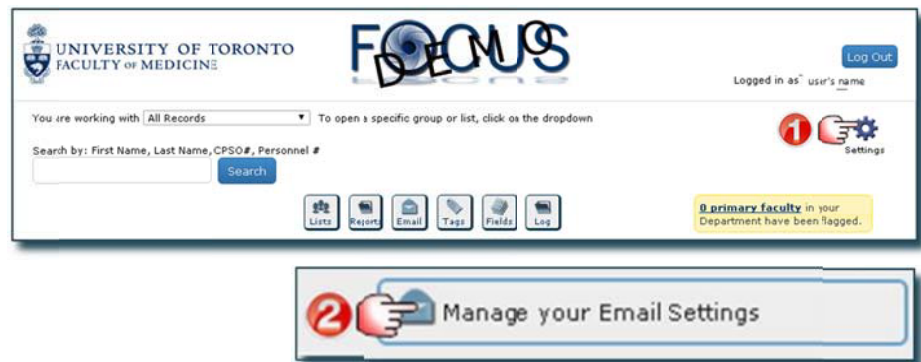 UNIVERSITY OF TORONTO
FACULTY OF MEDICINE
FOCUS
DEMO
Log Out
Logged in as user's name
You are working with All Records To open a specific group or list, click on the dropdown
1
Settings
Search by: First Name, Last Name, CPSO#, Personnel #
Search
Lists Reports Email Tags Fields Log
0 primary faculty in your
Department have been flagged.
2 Manage your Email Settings